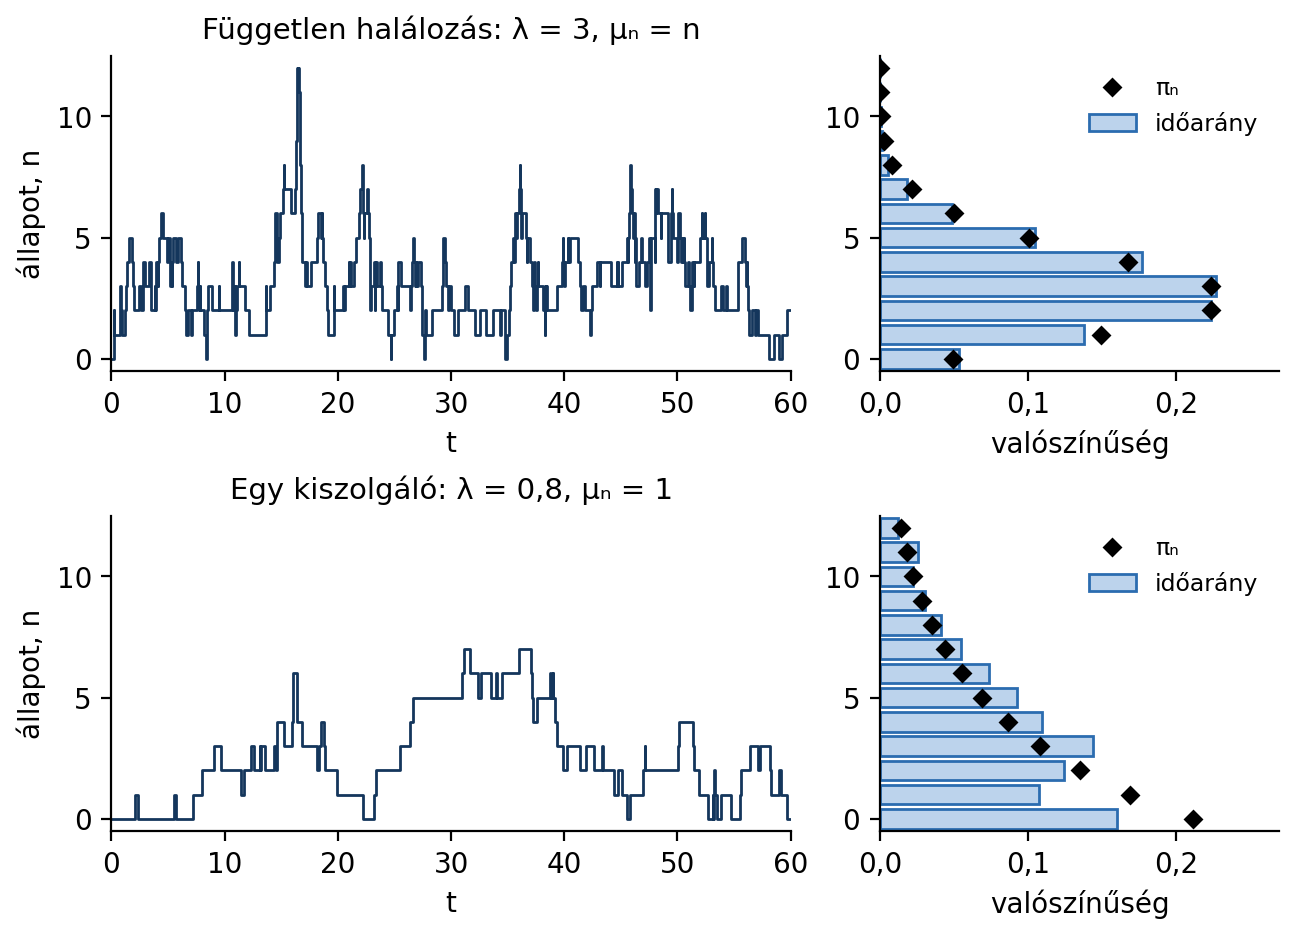 Független halálozás: λ = 3, μₙ = n
állapot, n
10
5
0
0 10 20 30 40 50 60
t
10
5
0
πₙ
időarány
0,0 0,1 0,2
valószínűség
Egy kiszolgáló: λ = 0,8, μₙ = 1
állapot, n
10
5
0
0 10 20 30 40 50 60
t
10
5
0
πₙ
időarány
0,0 0,1 0,2
valószínűség